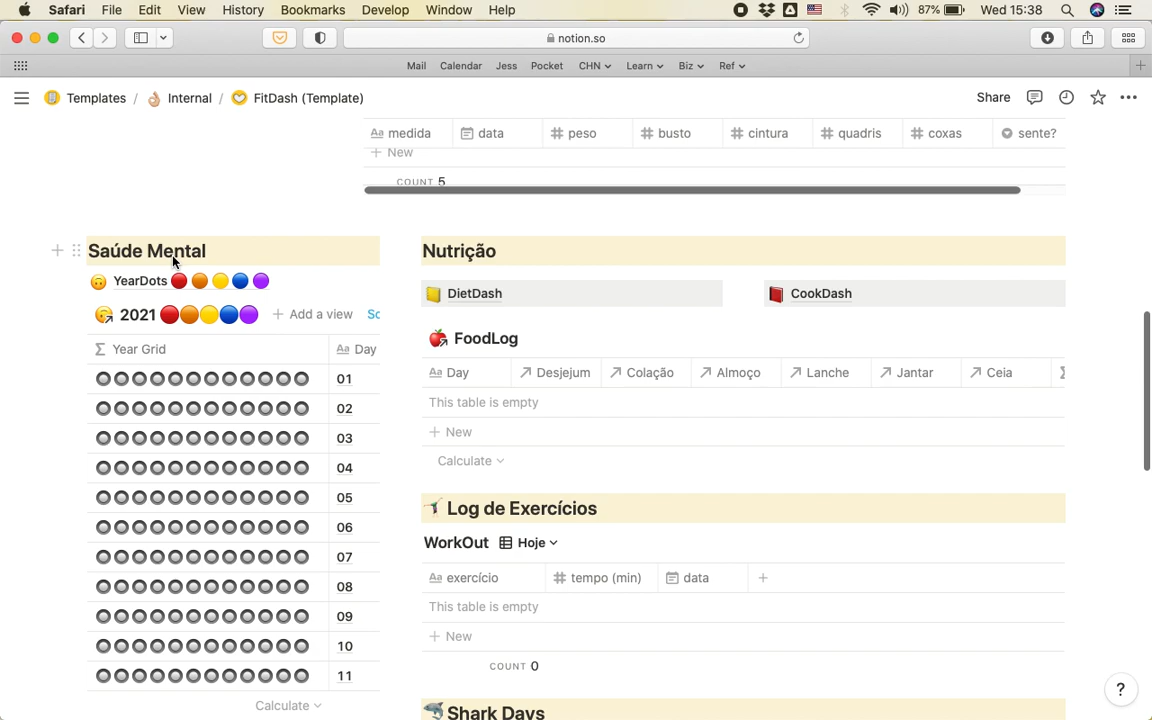 Safari File Edit View History Bookmarks Develop Window Help 87% Wed 15:38
notion.so
Mail Calendar Jess Pocket CHN Learn Biz Ref
Templates / Internal / FitDash (Template) Share
Aa medida data # peso # busto # cintura # quadris # coxas sente?
+ New
COUNT 5
Saúde Mental
YearDots
2021 + Add a view So
Σ Year Grid Aa Day
01
02
03
04
05
06
07
08
09
10
11
Calculate
Nutrição
DietDash CookDash
FoodLog
Aa Day Desjejum Colação Almoço Lanche Jantar Ceia Σ
This table is empty
+ New
Calculate
Log de Exercícios
WorkOut Hoje
Aa exercício # tempo (min) data +
This table is empty
+ New
COUNT 0
Shark Days
?